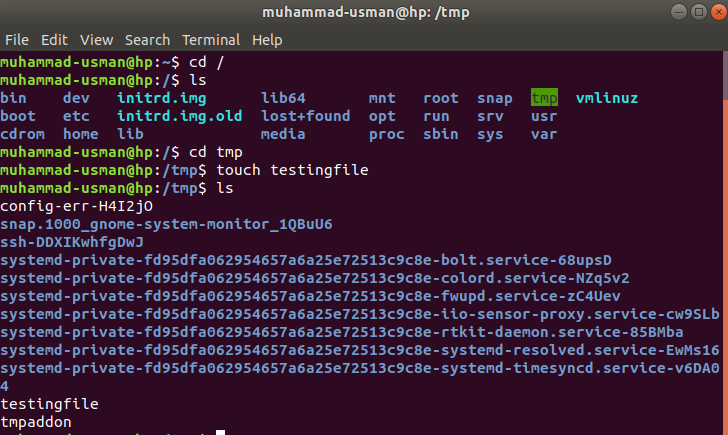 muhammad-usman@hp: /tmp
File Edit View Search Terminal Help
muhammad-usman@hp:~$ cd /
muhammad-usman@hp:/$ ls
bin dev initrd.img lib64 mnt root snap tmp vmlinuz
boot etc initrd.img.old lost+found opt run srv usr
cdrom home lib media proc sbin sys var
muhammad-usman@hp:/$ cd tmp
muhammad-usman@hp:/tmp$ touch testingfile
muhammad-usman@hp:/tmp$ ls
config-err-H4I2jO
snap.1000_gnome-system-monitor_1QBuU6
ssh-DDXIKwhfgDwJ
systemd-private-fd95dfa062954657a6a25e72513c9c8e-bolt.service-68upsD
systemd-private-fd95dfa062954657a6a25e72513c9c8e-colord.service-NZq5v2
systemd-private-fd95dfa062954657a6a25e72513c9c8e-fwupd.service-zC4Uev
systemd-private-fd95dfa062954657a6a25e72513c9c8e-iio-sensor-proxy.service-cw9SLb
systemd-private-fd95dfa062954657a6a25e72513c9c8e-rtkit-daemon.service-85BMba
systemd-private-fd95dfa062954657a6a25e72513c9c8e-systemd-resolved.service-EwMs16
systemd-private-fd95dfa062954657a6a25e72513c9c8e-systemd-timesyncd.service-v6DA0
4
testingfile
tmpaddon